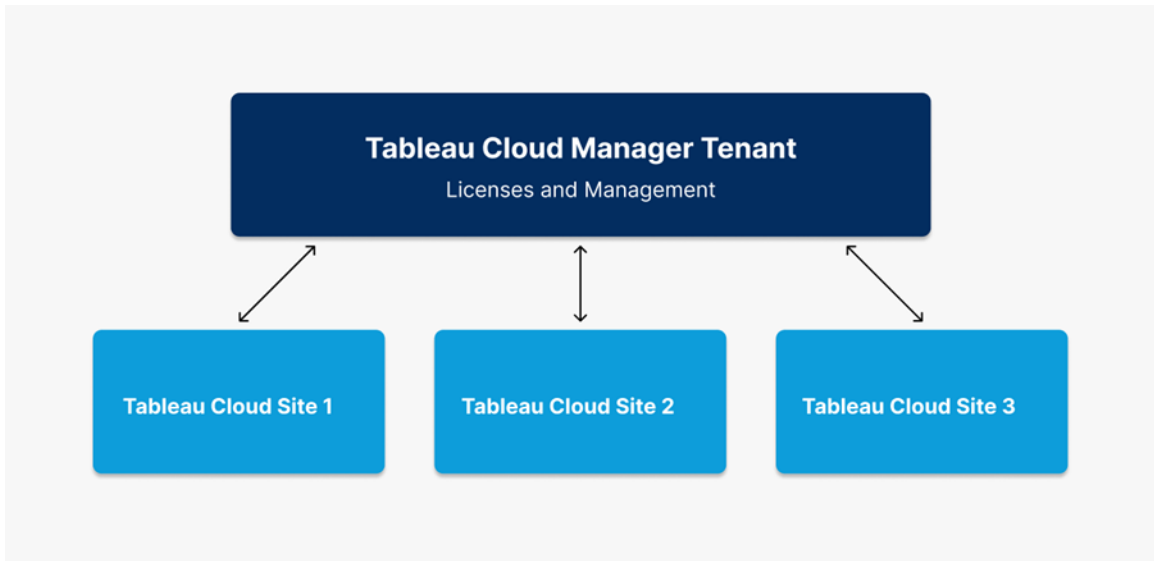 Tableau Cloud Manager Tenant
Licenses and Management
Tableau Cloud Site 1
Tableau Cloud Site 2
Tableau Cloud Site 3